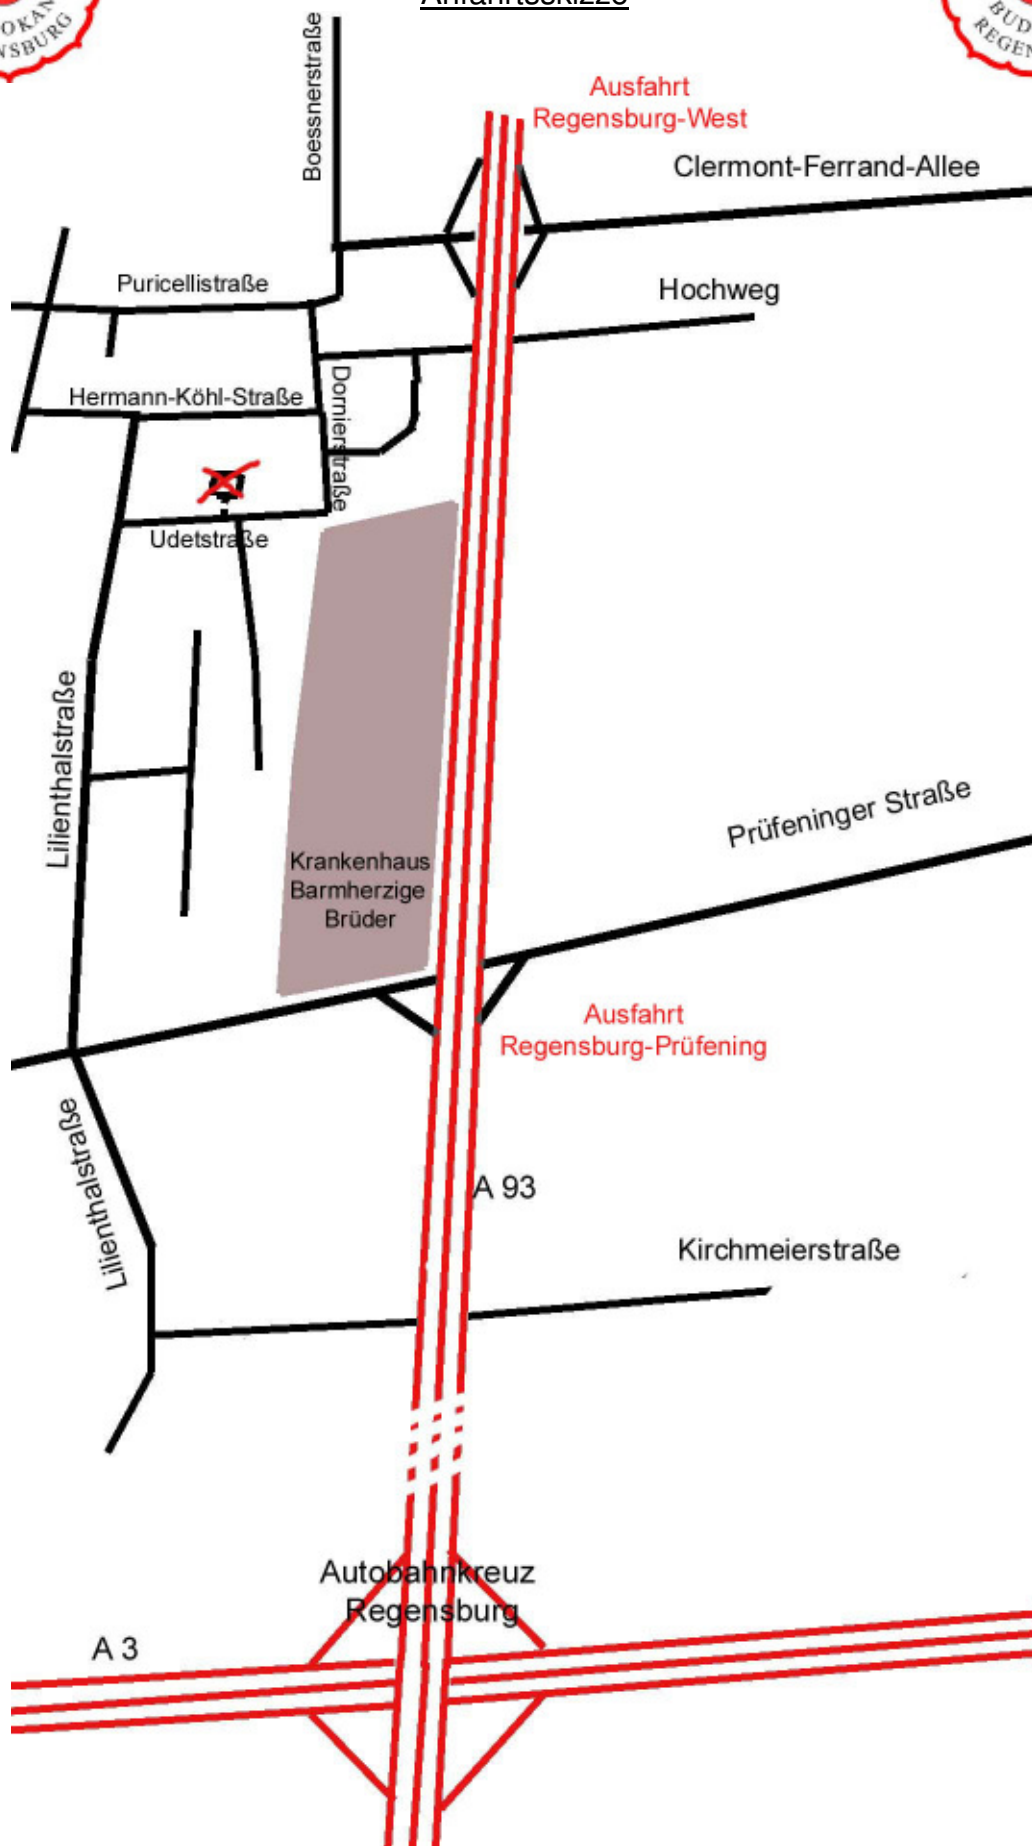 Anfahrtsskizze
Boessnerstraße
Ausfahrt
Regensburg-West
Clermont-Ferrand-Allee
Puricellistraße
Hochweg
Hermann-Köhl-Straße
Dornierstraße
Udetstraße
Lilienthalstraße
Krankenhaus
Barmherzige
Brüder
Prüfeninger Straße
Ausfahrt
Regensburg-Prüfening
Lilienthalstraße
A 93
Kirchmeierstraße
Autobahnkreuz
Regensburg
A 3